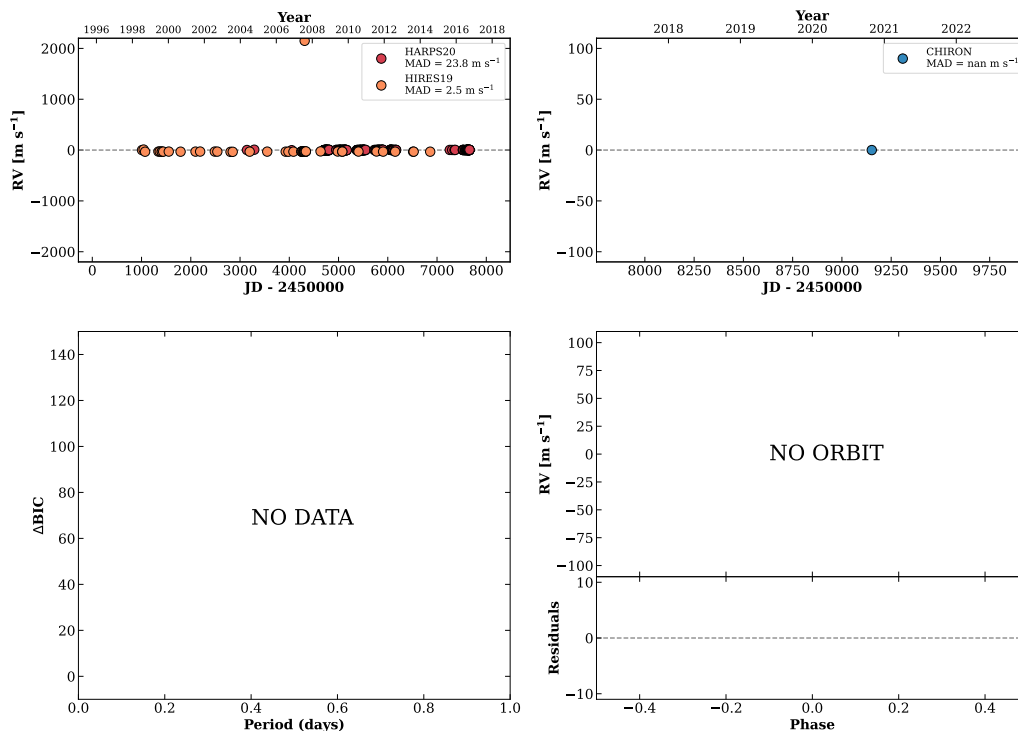 Year
1996 1998 2000 2002 2004 2006 2007 2009 2010 2012 2013 2014 2016 2017 2018
2000
1000
0
−1000
−2000
RV [m s⁻¹]
HARPS20
MAD = 23.8 m s⁻¹
HIRES19
MAD = 2.5 m s⁻¹
0 1000 2000 3000 4000 5000 6000 7000 8000
JD - 2450000
Year
2018 2019 2020 2021 2022
100
50
0
−50
−100
RV [m s⁻¹]
CHIRON
MAD = nan m s⁻¹
8000 8250 8500 8750 9000 9250 9500 9750
JD - 2450000
140
120
100
80
60
40
20
0
ΔBIC
NO DATA
0.0 0.2 0.4 0.6 0.8 1.0
Period (days)
100
75
50
25
0
−25
−50
−75
−100
RV [m s⁻¹]
NO ORBIT
10
0
−10
Residuals
−0.4 −0.2 0.0 0.2 0.4
Phase